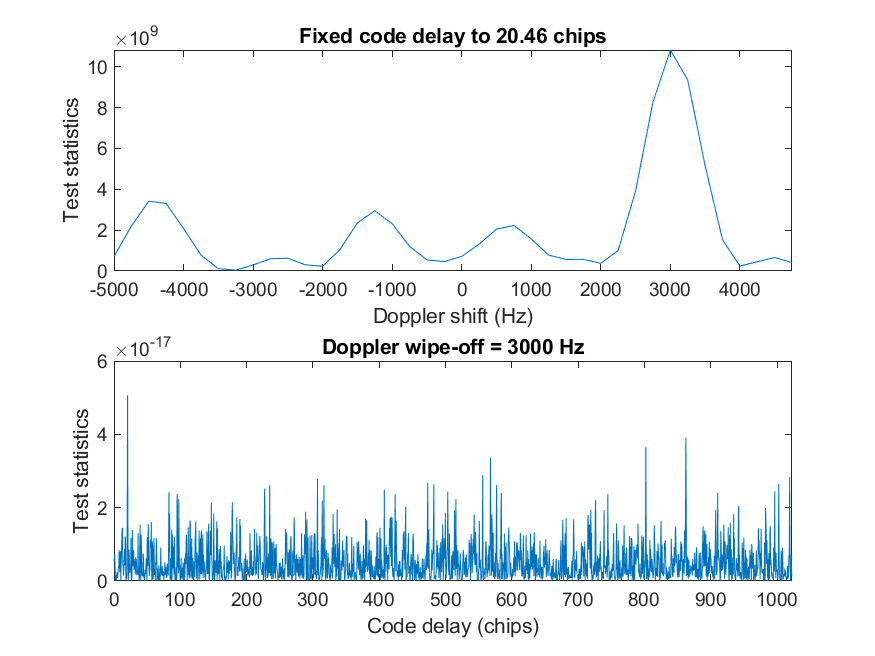 ×10^9
Fixed code delay to 20.46 chips
10
8
6
4
2
0
Test statistics
-5000 -4000 -3000 -2000 -1000 0 1000 2000 3000 4000
Doppler shift (Hz)
×10^-17
Doppler wipe-off = 3000 Hz
6
4
2
0
Test statistics
0 100 200 300 400 500 600 700 800 900 1000
Code delay (chips)